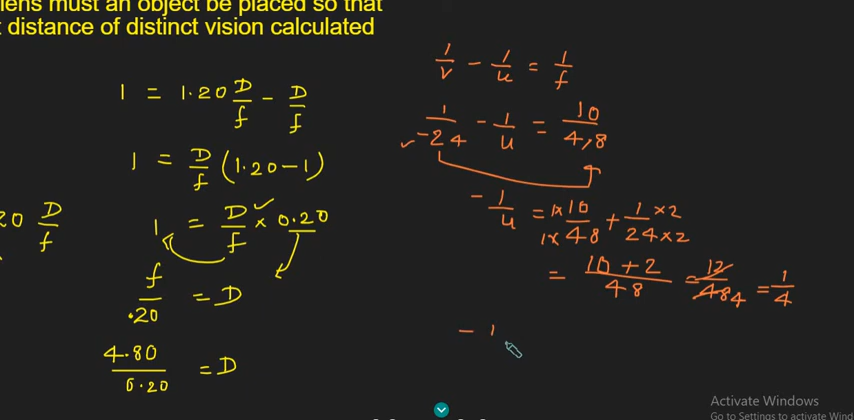 lens must an object be placed so that
distance of distinct vision calculated
1 = 1.20 D/f - D/f
1 = D/f (1.20 - 1)
20 D/f
1 = D/f × 0.20
f/.20 = D
4.80/0.20 = D
1/v - 1/u = 1/f
1/-24 - 1/u = 10/4,8
- 1/u = 1×10/1×48 + 1×2/24×2
= 10+2/48 = 12/48 4 = 1/4
- 1
Activate Windows
Go to Settings to activate Wind